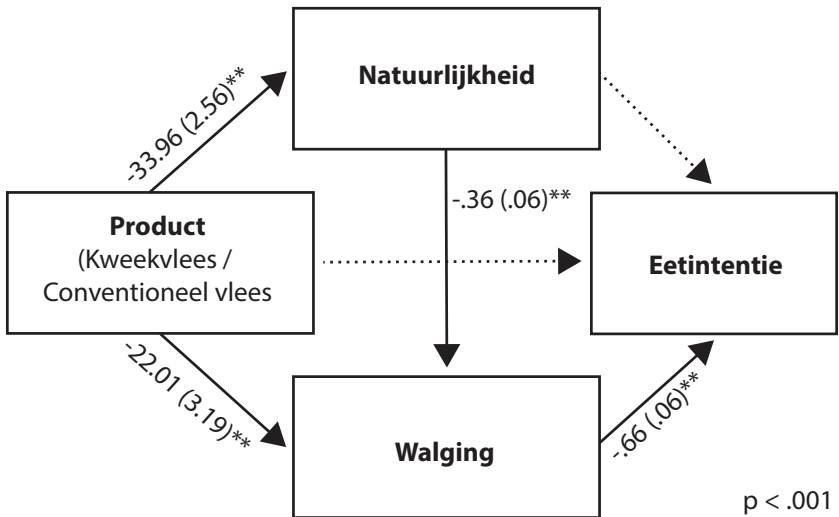 Natuurlijkheid
-33.96 (2.56)**
-.36 (.06)**
Product
(Kweekvlees /
Conventioneel vlees
Eetintentie
-22.01 (3.19)**
Walging
-.66 (.06)**
p < .001